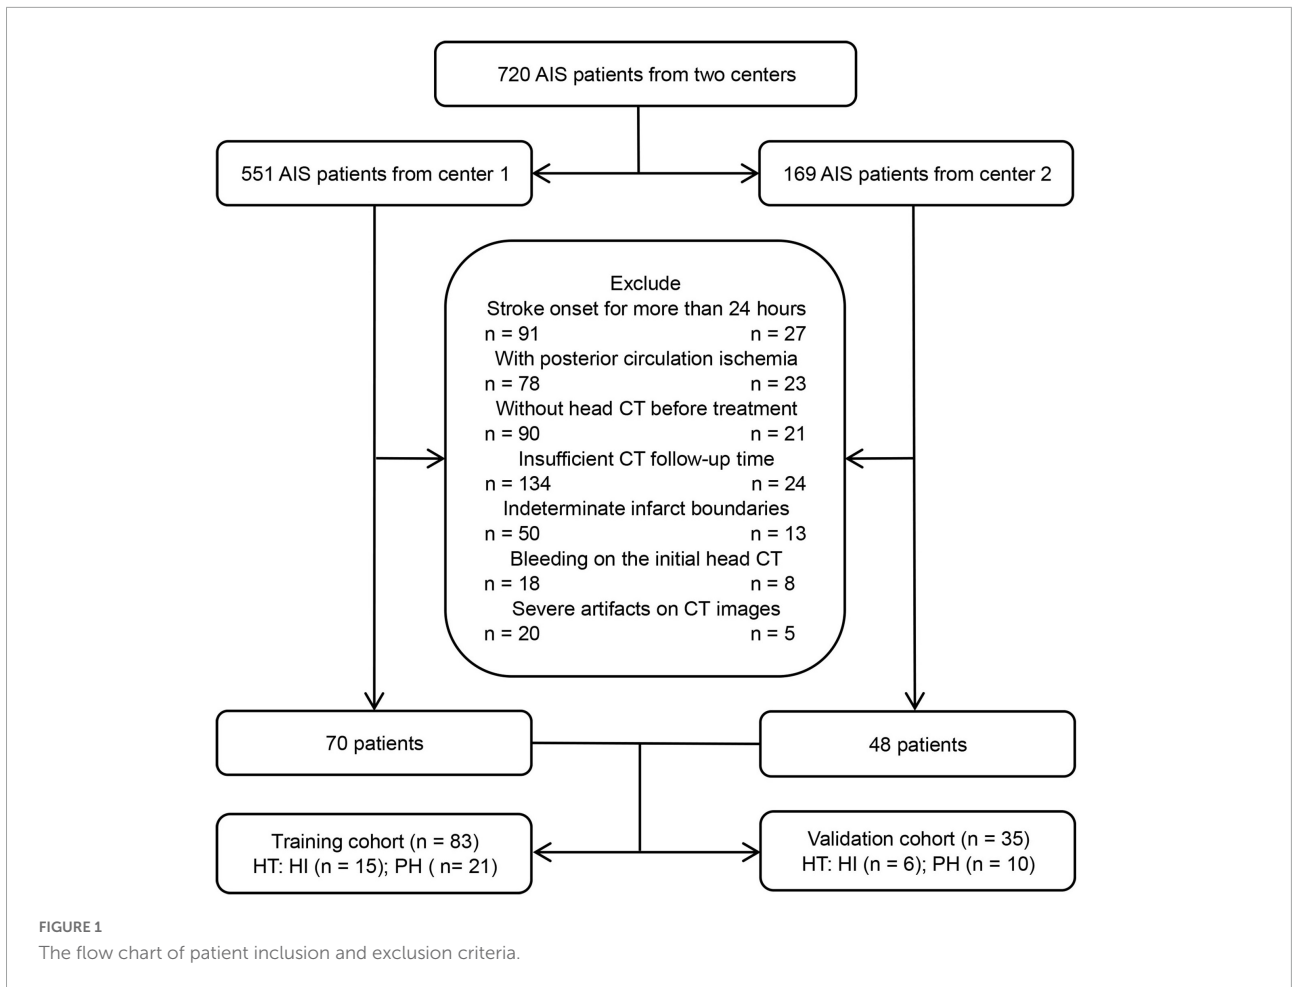 720 AIS patients from two centers
551 AIS patients from center 1
169 AIS patients from center 2
Exclude
Stroke onset for more than 24 hours
n = 91 n = 27
With posterior circulation ischemia
n = 78 n = 23
Without head CT before treatment
n = 90 n = 21
Insufficient CT follow-up time
n = 134 n = 24
Indeterminate infarct boundaries
n = 50 n = 13
Bleeding on the initial head CT
n = 18 n = 8
Severe artifacts on CT images
n = 20 n = 5
70 patients
48 patients
Training cohort (n = 83)
HT: HI (n = 15); PH ( n= 21)
Validation cohort (n = 35)
HT: HI (n = 6); PH (n = 10)
FIGURE 1
The flow chart of patient inclusion and exclusion criteria.